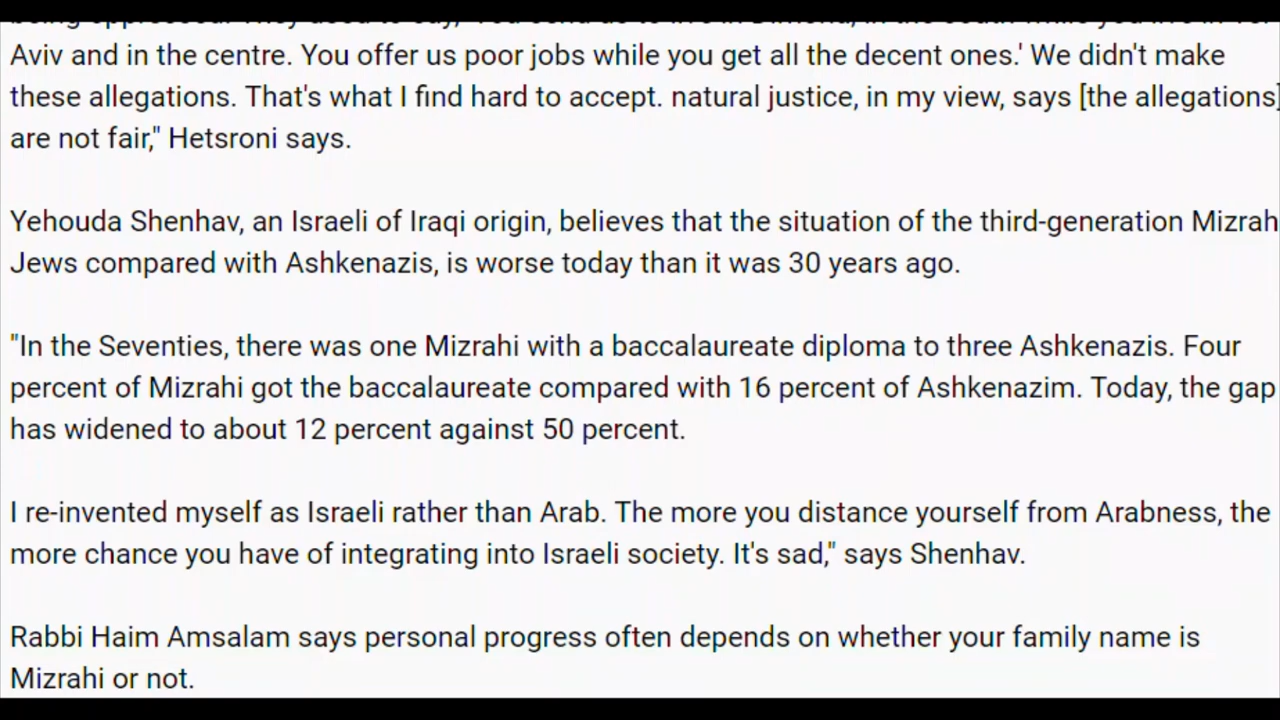 Aviv and in the centre. You offer us poor jobs while you get all the decent ones.' We didn't make
these allegations. That's what I find hard to accept. natural justice, in my view, says [the allegations]
are not fair," Hetsroni says.
Yehouda Shenhav, an Israeli of Iraqi origin, believes that the situation of the third-generation Mizrah
Jews compared with Ashkenazis, is worse today than it was 30 years ago.
"In the Seventies, there was one Mizrahi with a baccalaureate diploma to three Ashkenazis. Four
percent of Mizrahi got the baccalaureate compared with 16 percent of Ashkenazim. Today, the gap
has widened to about 12 percent against 50 percent.
I re-invented myself as Israeli rather than Arab. The more you distance yourself from Arabness, the
more chance you have of integrating into Israeli society. It's sad," says Shenhav.
Rabbi Haim Amsalam says personal progress often depends on whether your family name is
Mizrahi or not.